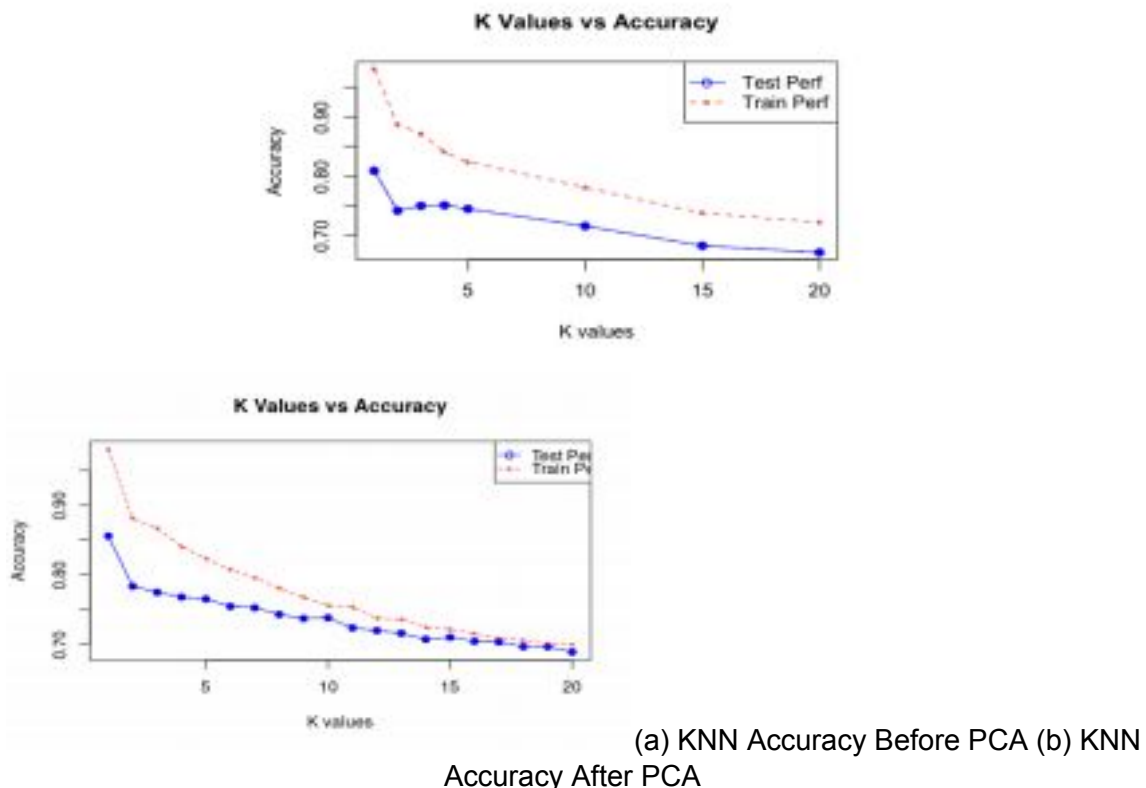 K Values vs Accuracy
Test Perf
Train Perf
0.90
0.80
0.70
Accuracy
5 10 15 20
K values
K Values vs Accuracy
Test Pe
Train Pe
0.90
0.80
0.70
Accuracy
5 10 15 20
K values
(a) KNN Accuracy Before PCA (b) KNN
Accuracy After PCA